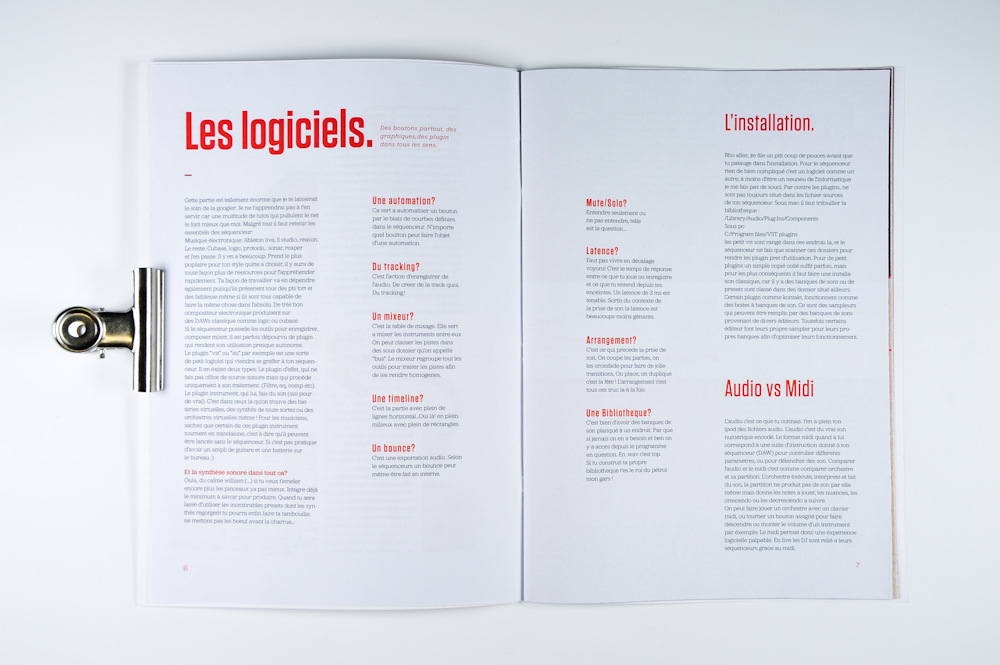 Les logiciels.
Des boutons partout, des
graphiques,des plugin
dans tous les sens,
Cette partie est tellement énorme que je te lanserait
le soin de la googler. Je ne t'apprendrai pas à t'en
servir car une multitude de tutos qui pullulent le net
le font mieux que moi. Malgré tout il faut retenir les
essentiels des séquenceur:
Musique électronique: Ableton live, fl studio, reason.
Le reste: Cubase, logic, protools, sonar, reaper
et j'en passe. Il y en a beaucoup. Prend le plus
populaire pour ton style quitte à choisir, il y aura de
toute façon plus de ressources pour l'appréhender
rapidement. Ta façon de travailler va en dépendre
egalement puisqu'ils présenent tous des pts fort et
des faiblesse même si ils sont tous capable de
faire la même chose dans l'absolu. De très bon
compositeur électronique produisent sur
des DAWs classique comme logic ou cubase.
Si le séquenceur possede les outils pour enregistrer,
composer mixer, il est parfois dépourvu de plugin
qui rendent son utilisation presque autonome.
Le plugin "vst" ou "au" par exemple est une sorte
de petit logiciel qui viendra se greffer à ton séquen-
ceur. Il en éxistes deux types; Le plugin d'effet, qui ne
fais pas office de source sonore mais qui procède
uniquement à son traitement. (Filtre, eq, comp etc)
Le plugin instrument, qui lui, fais du son (sisi pour
de vrai). C'est dans ceux la qu'on trouve des bat-
teries virtuelles, des synthés de toute sortes ou des
orchestres virtuelles même ! Pour les musiciens,
sachez que certain de ces plugin instrument
tournent en standalone, c'est à dire qu'il peuvent
être lancés sans le séquenceur. Si c'est pas pratique
d'avoir un ampli de guitare et une batterie sur
le bureau :).
Et la synthèse sonore dans tout ca?
Oula, du calme william (...) si tu veux t'emeler
encore plus les pinceaux ya pas mieux. Integre déjà
le minimum à savoir pour produire. Quand tu sera
lassé d'utiliser les inombrables presets dont les syn-
thés regorgent tu pourra enfin faire ta tambouille.
ne mettons pas les boeuf avant la charrue...
6
Une automation?
Ca sert a automatiser un bouton
par le biais de courbes définies
dans le séquenceur. N'importe
quel bouton peut faire l'objet
d'une automation.
Du tracking?
C'est l'action d'enregistrer de
l'audio. De creer de la track quoi.
Du tracking!
Un mixeur?
C'est la table de mixage. Elle sert
a mixer les instruments entre eux.
On peut classer les pistes dans
des sous dossier qu'on appelle
"bus". Le mixeur regroupe tout les
outils pour traiter les pistes afin
de les rendre homogènes.
Une timeline?
C'est la partie avec plein de
lignes horizontal. Oui là! en plein
milieux avec plein de réctangles.
Un bounce?
C'est une exportation audio. Selon
le séquenceurs un bounce peut
même être fait en interne.
Mute/Solo?
Entendre seulement ou
ne pas entendre, telle
est la question...
Latence?
Faut pas vivre en décalage
voyons! C'est le temps de réponse
entre ce que tu joue ou enregistre
et ce que tu entend depuis tes
enceintes. Un latence de 3 ms est
tenable. Sortis du contexte de
la prise de son la latence est
beaucoups moins gênante.
Arrangement?
C'est ce qui precède la prise de
son. On coupe les parties, on
les crossfade pour faire de jolie
transitions, On place, on duplique
c'est la fête ! L'arrangement c'est
tous ces truc la à la fois.
Une Bibliotheque?
C'est bien d'avoir des banques de
son planqué a un endroit. Par que
si jamais on en a besoin et ben on
y a acces depuis le programme
en question. En .wav c'est top.
Si tu construit ta propre
bibliotheque t'es le roi du pétrol
mon gars !
L'installation.
Rho allez, jte file un ptit coup de pouces avant que
tu patauge dans l'installation. Pour le séquenceur
rien de bien compliqué c'est un logiciel comme un
autre, à moins d'être un neuneu de l'informatique
je me fais pas de souci. Par contre les plugins, ne
sont pas toujours situé dans les fichier sources
de ton séquenceur. Sous mac il faut trifouiller la
bibliotheque :
/Library/Audio/Plug-Ins/Components
Sous pc
C:/Program files/VST plugins
les petit vst sont rangé dans ces endrois la, et le
séquenceur ne fais que scanner ces dossiers pour
rendre les plugin pret d'utilisation. Pour de petit
plugins un simple copié collé suffit parfais, mais
pour les plus conséquents il faut faire une installa-
tion classique, car il y a des banques de sons ou de
presets sont classé dans des dossier situé ailleurs.
Certain plugin comme kontakt, fonctionnent comme
des boites à banques de son. Ce sont des sampleurs
qui peuvent être remplis par des banques de sons
provenant de divers éditeurs. Toutefois certains
éditeur font leurs propre sampler pour leurs pro-
pres banques afin d'optimiser leurs fonctionnement.
Audio vs Midi
L'audio c'est ce que tu connait. t'en a plein ton
ipod des fichiers audio. L'audio c'est du vrai son
numérique encodé. Le format midi quand a lui
correspond a une suite d'instruction donné à ton
séquenceur (DAW) pour controller differents
parametres, ou pour délencher des son. Comparer
l'audio et le midi c'est comme comparer orchestre
et sa partition. L'orchestre éxécute, interprete et fait
du son, la partition ne produit pas de son par elle
même mais donne les notes a jouer, les nuances, les
crescendo ou les decrescendo a suivre.
On peut faire jouer un orchestre avec un clavier
midi, ou tourner un bouton assigné pour faire
déscendre ou monter le volume d'un instrument
par éxemple. Le midi permet donc une éxperience
logicielle palpable. En live les DJ sont relié a leurs
séquenceurs grace au midi.
7